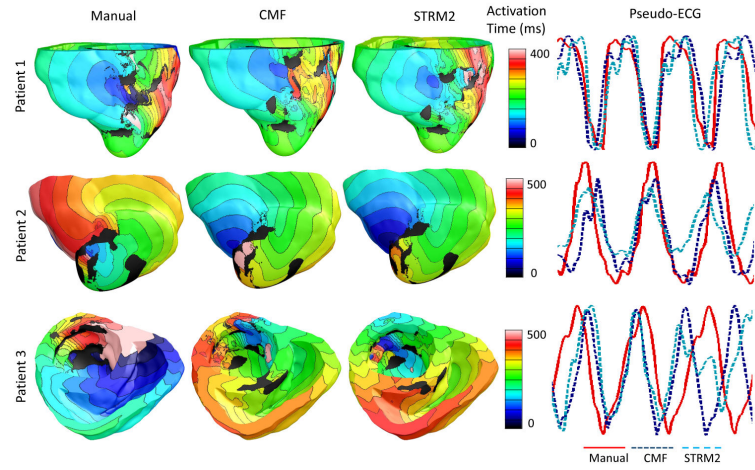 Manual CMF STRM2 Activation Time (ms) Pseudo-ECG
Patient 1
400
0
Patient 2
500
0
Patient 3
500
0
Manual CMF STRM2